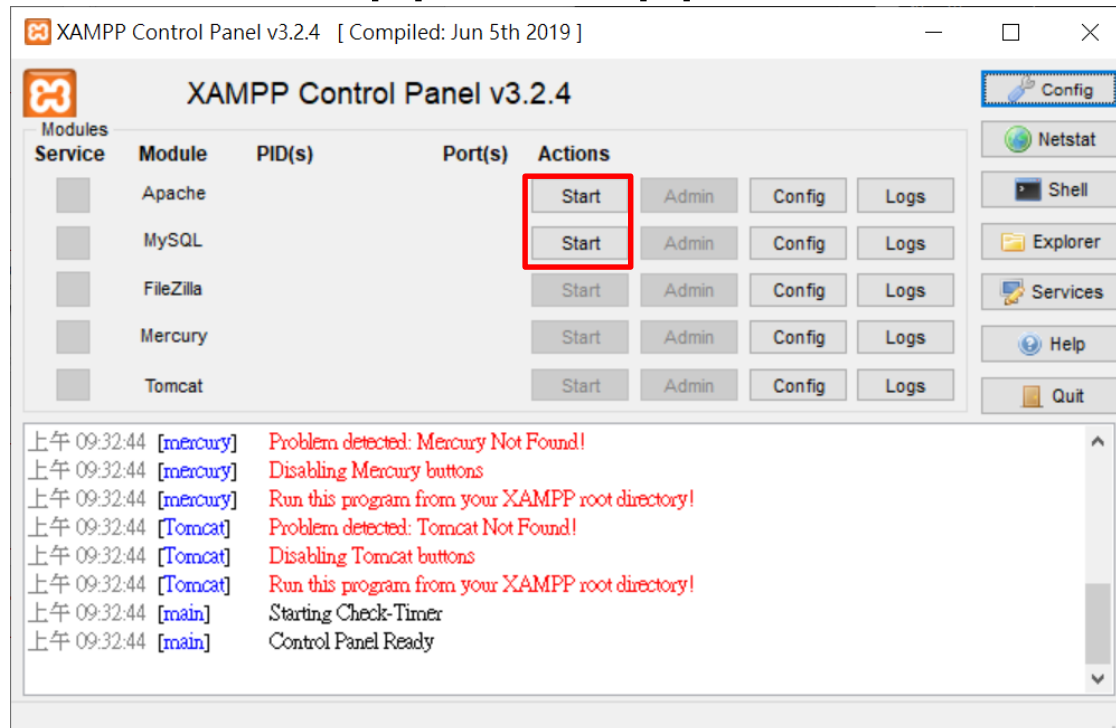 XAMPP Control Panel v3.2.4 [ Compiled: Jun 5th 2019 ]
XAMPP Control Panel v3.2.4
Config
Modules
Service Module PID(s) Port(s) Actions
Netstat
Apache Start Admin Config Logs
Shell
MySQL Start Admin Config Logs
Explorer
FileZilla Start Admin Config Logs
Services
Mercury Start Admin Config Logs
Help
Tomcat Start Admin Config Logs
Quit
上午 09:32:44 [mercury] Problem detected: Mercury Not Found!
上午 09:32:44 [mercury] Disabling Mercury buttons
上午 09:32:44 [mercury] Run this program from your XAMPP root directory!
上午 09:32:44 [Tomcat] Problem detected: Tomcat Not Found!
上午 09:32:44 [Tomcat] Disabling Tomcat buttons
上午 09:32:44 [Tomcat] Run this program from your XAMPP root directory!
上午 09:32:44 [main] Starting Check-Timer
上午 09:32:44 [main] Control Panel Ready